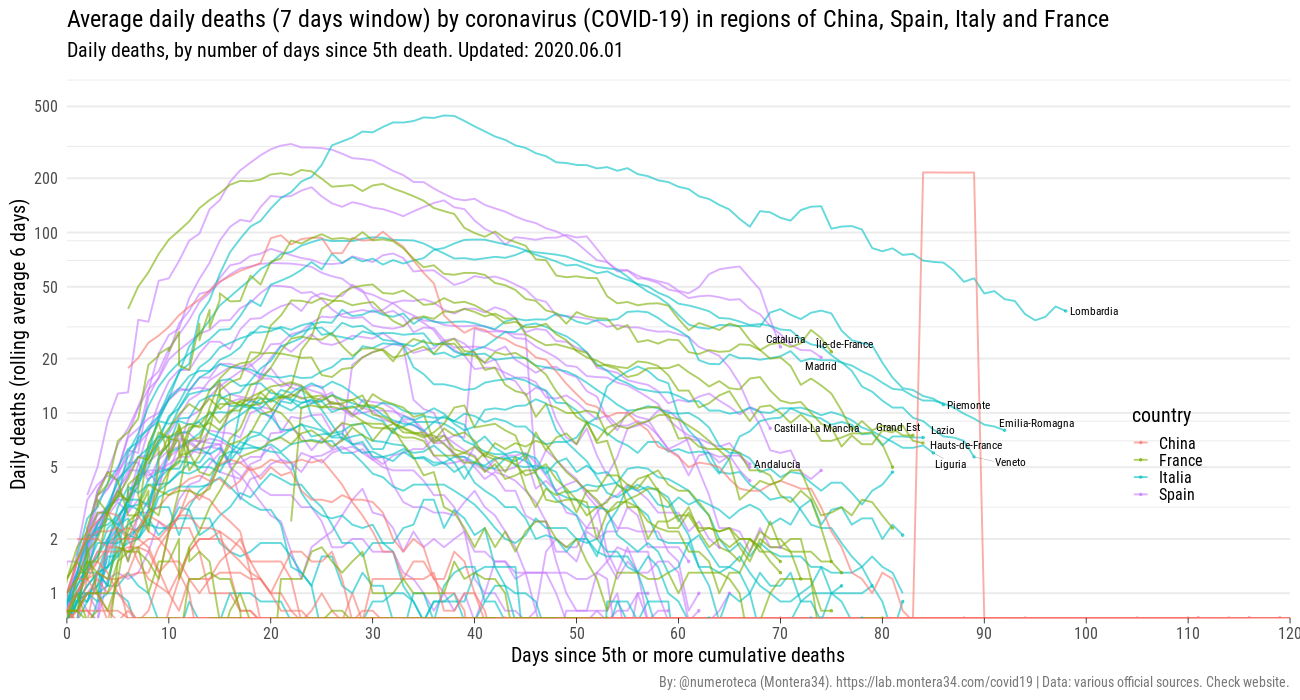 Average daily deaths (7 days window) by coronavirus (COVID-19) in regions of China, Spain, Italy and France
Daily deaths, by number of days since 5th death. Updated: 2020.06.01
Daily deaths (rolling average 6 days)
500
200
100
50
20
10
5
2
1
Lombardia
Cataluña
Île-de-France
Madrid
Piemonte
Emilia-Romagna
Castilla-La Mancha
Grand Est
Lazio
Hauts-de-France
Andalucía
Liguria
Veneto
country
China
France
Italia
Spain
0 10 20 30 40 50 60 70 80 90 100 110 120
Days since 5th or more cumulative deaths
By: @numeroteca (Montera34). https://lab.montera34.com/covid19 | Data: various official sources. Check website.